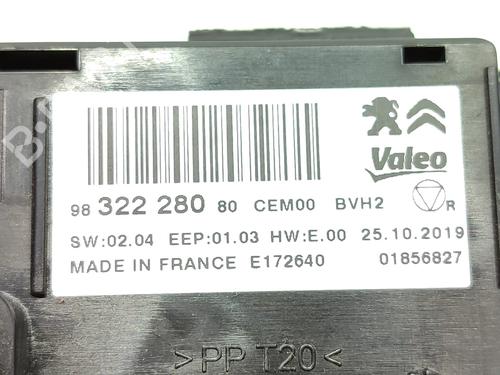 Valeo
98 322 280 80 CEM00 BVH2 R
SW:02.04 EEP:01.03 HW:E.00 25.10.2019
MADE IN FRANCE E172640 01856827
>PP T20<